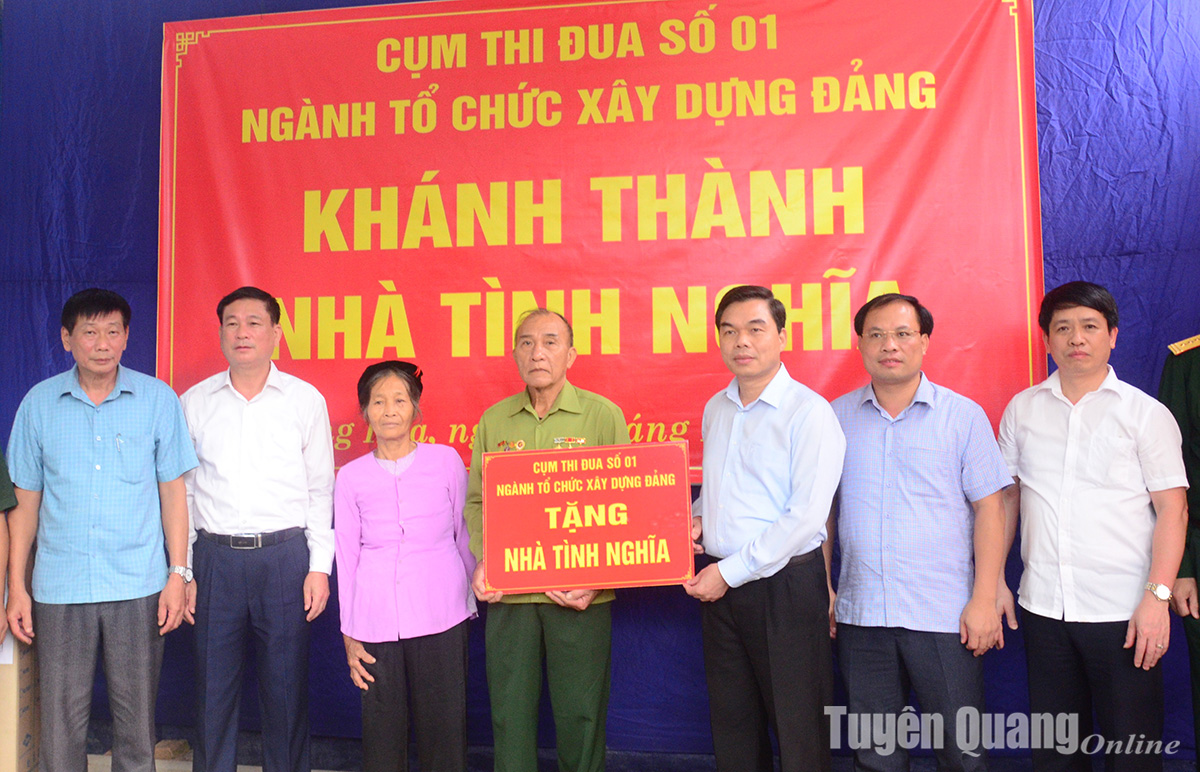 CỤM THI ĐUA SỐ 01
NGÀNH TỔ CHỨC XÂY DỰNG ĐẢNG
KHÁNH THÀNH
NHÀ TÌNH NGHĨA
CỤM THI ĐUA SỐ 01
NGÀNH TỔ CHỨC XÂY DỰNG ĐẢNG
TẶNG
NHÀ TÌNH NGHĨA
Tuyên Quang Online